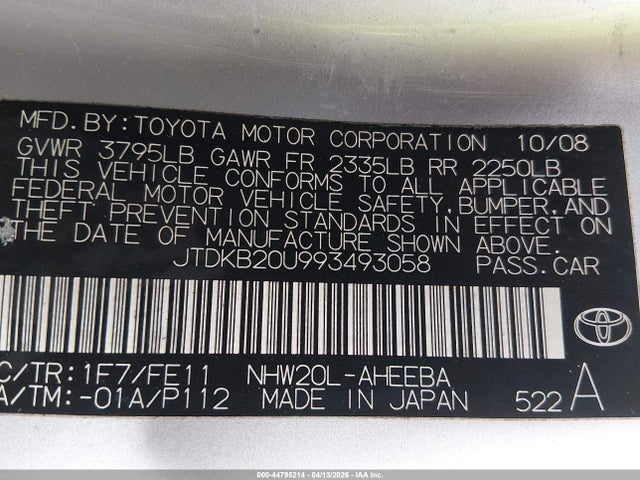 MFD. BY: TOYOTA MOTOR CORPORATION 10/08
GVWR 3795LB GAWR FR 2335LB RR 2250LB
THIS VEHICLE CONFORMS TO ALL APPLICABLE
FEDERAL MOTOR VEHICLE SAFETY, BUMPER, AND
THEFT PREVENTION STANDARDS IN EFFECT ON
THE DATE OF MANUFACTURE SHOWN ABOVE.
JTDKB20U993493058 PASS.CAR
C/TR: 1F7/FE11 NHW20L-AHEEBA
A/TM: -01A/P112 MADE IN JAPAN 522 A
000-44795214 | 04/13/2026 | IAA Inc.